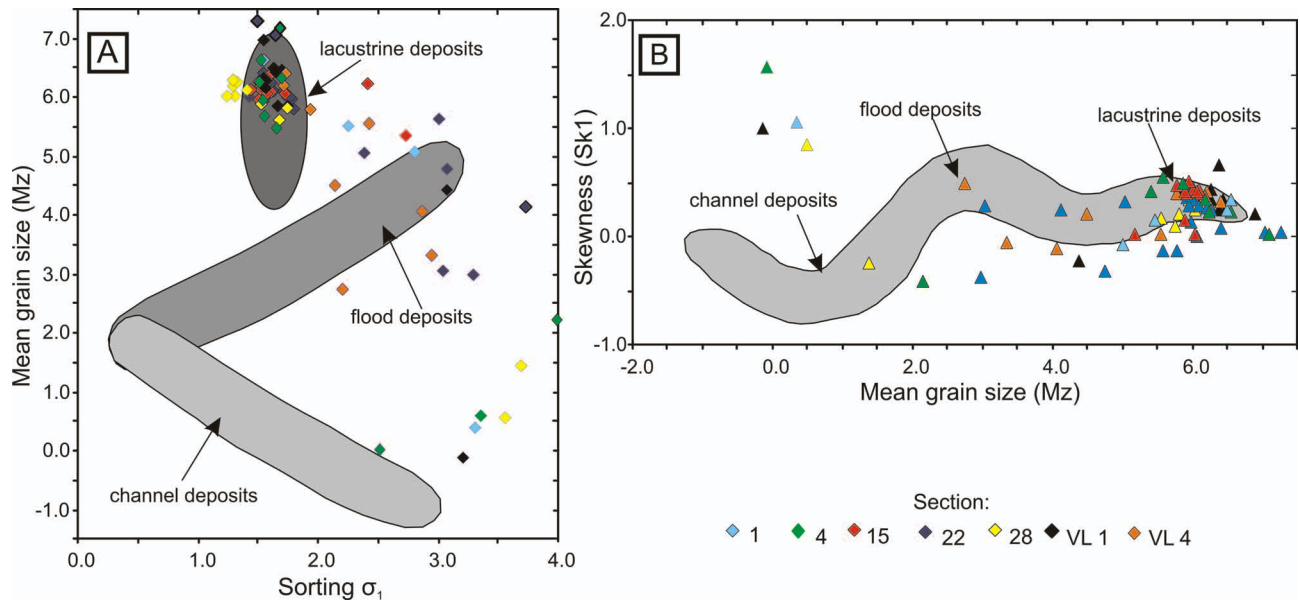 A
7.0
6.0
5.0
4.0
3.0
2.0
1.0
0.0
-1.0
Mean grain size (Mz)
lacustrine deposits
flood deposits
channel deposits
0.0 1.0 2.0 3.0 4.0
Sorting σ1
B
2.0
1.0
0.0
-1.0
Skewness (Sk1)
flood deposits
lacustrine deposits
channel deposits
-2.0 0.0 2.0 4.0 6.0
Mean grain size (Mz)
Section:
1 4 15 22 28 VL 1 VL 4